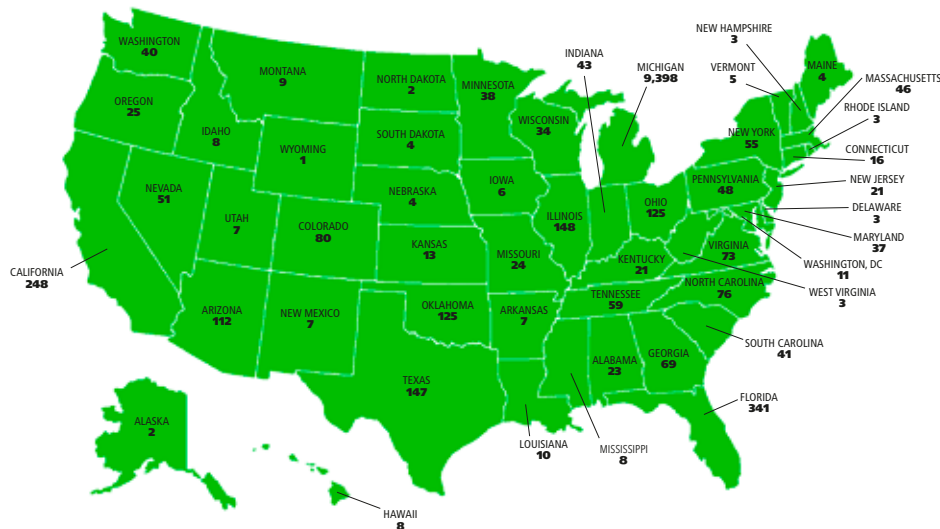 WASHINGTON
40
OREGON
25
IDAHO
8
MONTANA
9
WYOMING
1
NORTH DAKOTA
2
SOUTH DAKOTA
4
NEBRASKA
4
KANSAS
13
NEVADA
51
UTAH
7
COLORADO
80
CALIFORNIA
248
ARIZONA
112
NEW MEXICO
7
OKLAHOMA
125
TEXAS
147
MINNESOTA
38
IOWA
6
MISSOURI
24
ARKANSAS
7
LOUISIANA
10
WISCONSIN
34
ILLINOIS
148
INDIANA
43
MICHIGAN
9,398
OHIO
125
KENTUCKY
21
TENNESSEE
59
MISSISSIPPI
8
ALABAMA
23
GEORGIA
69
FLORIDA
341
SOUTH CAROLINA
41
NORTH CAROLINA
76
VIRGINIA
73
WEST VIRGINIA
3
WASHINGTON, DC
11
MARYLAND
37
DELAWARE
3
NEW JERSEY
21
PENNSYLVANIA
48
NEW YORK
55
CONNECTICUT
16
RHODE ISLAND
3
MASSACHUSETTS
46
VERMONT
5
NEW HAMPSHIRE
3
MAINE
4
ALASKA
2
HAWAII
8